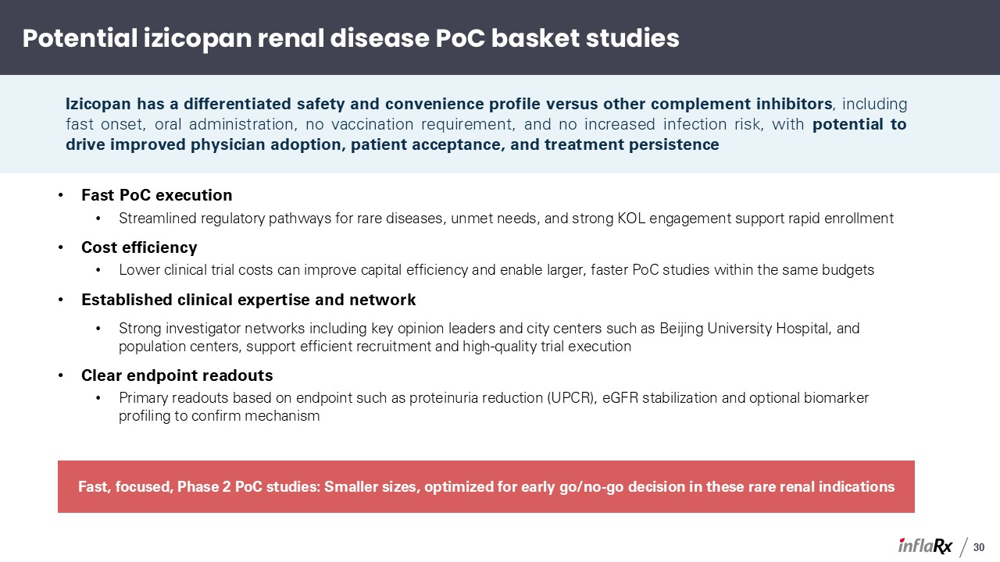 Potential izicopan renal disease PoC basket studies
Izicopan has a differentiated safety and convenience profile versus other complement inhibitors, including
fast onset, oral administration, no vaccination requirement, and no increased infection risk, with potential to
drive improved physician adoption, patient acceptance, and treatment persistence
• Fast PoC execution
• Streamlined regulatory pathways for rare diseases, unmet needs, and strong KOL engagement support rapid enrollment
• Cost efficiency
• Lower clinical trial costs can improve capital efficiency and enable larger, faster PoC studies within the same budgets
• Established clinical expertise and network
• Strong investigator networks including key opinion leaders and city centers such as Beijing University Hospital, and
population centers, support efficient recruitment and high-quality trial execution
• Clear endpoint readouts
• Primary readouts based on endpoint such as proteinuria reduction (UPCR), eGFR stabilization and optional biomarker
profiling to confirm mechanism
Fast, focused, Phase 2 PoC studies: Smaller sizes, optimized for early go/no-go decision in these rare renal indications
inflaRx / 30